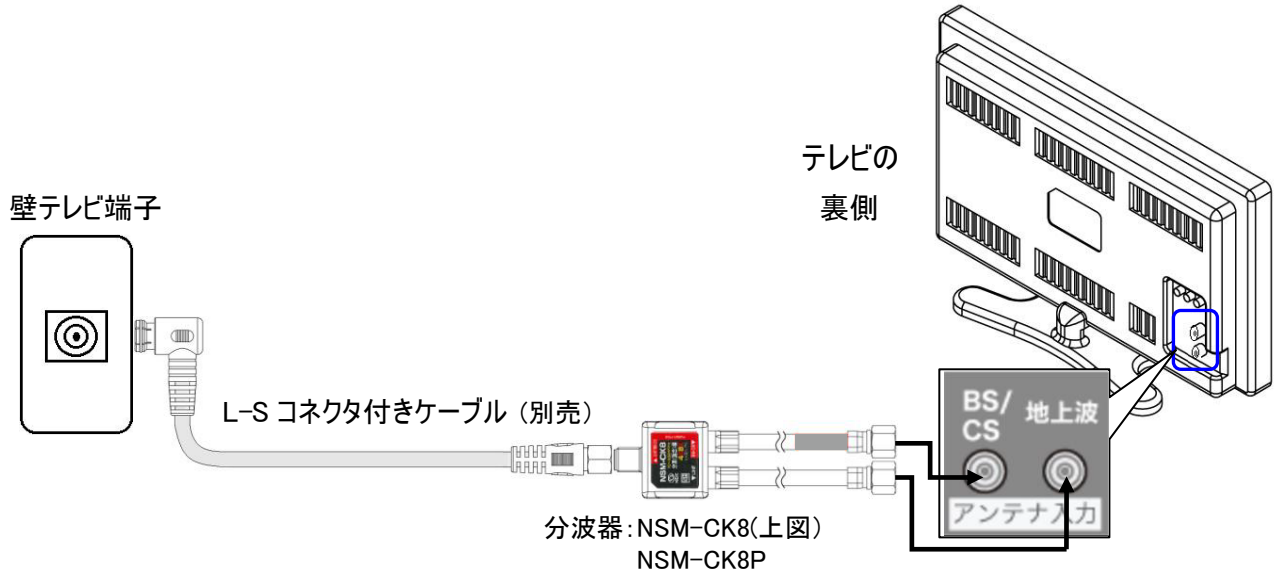 テレビの
裏側
壁テレビ端子
L-S コネクタ付きケーブル（別売）
NSM-CK8
BS/
CS
地上波
アンテナ入力
分波器：NSM-CK8(上図)
NSM-CK8P